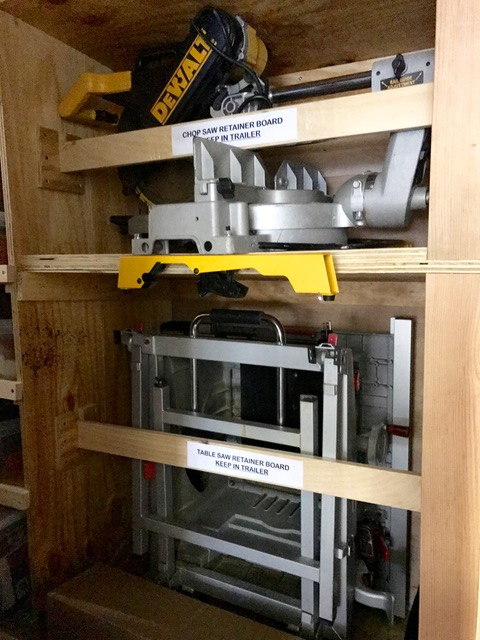 DEWALT
CHOP SAW RETAINER BOARD
KEEP IN TRAILER
TABLE SAW RETAINER BOARD
KEEP IN TRAILER